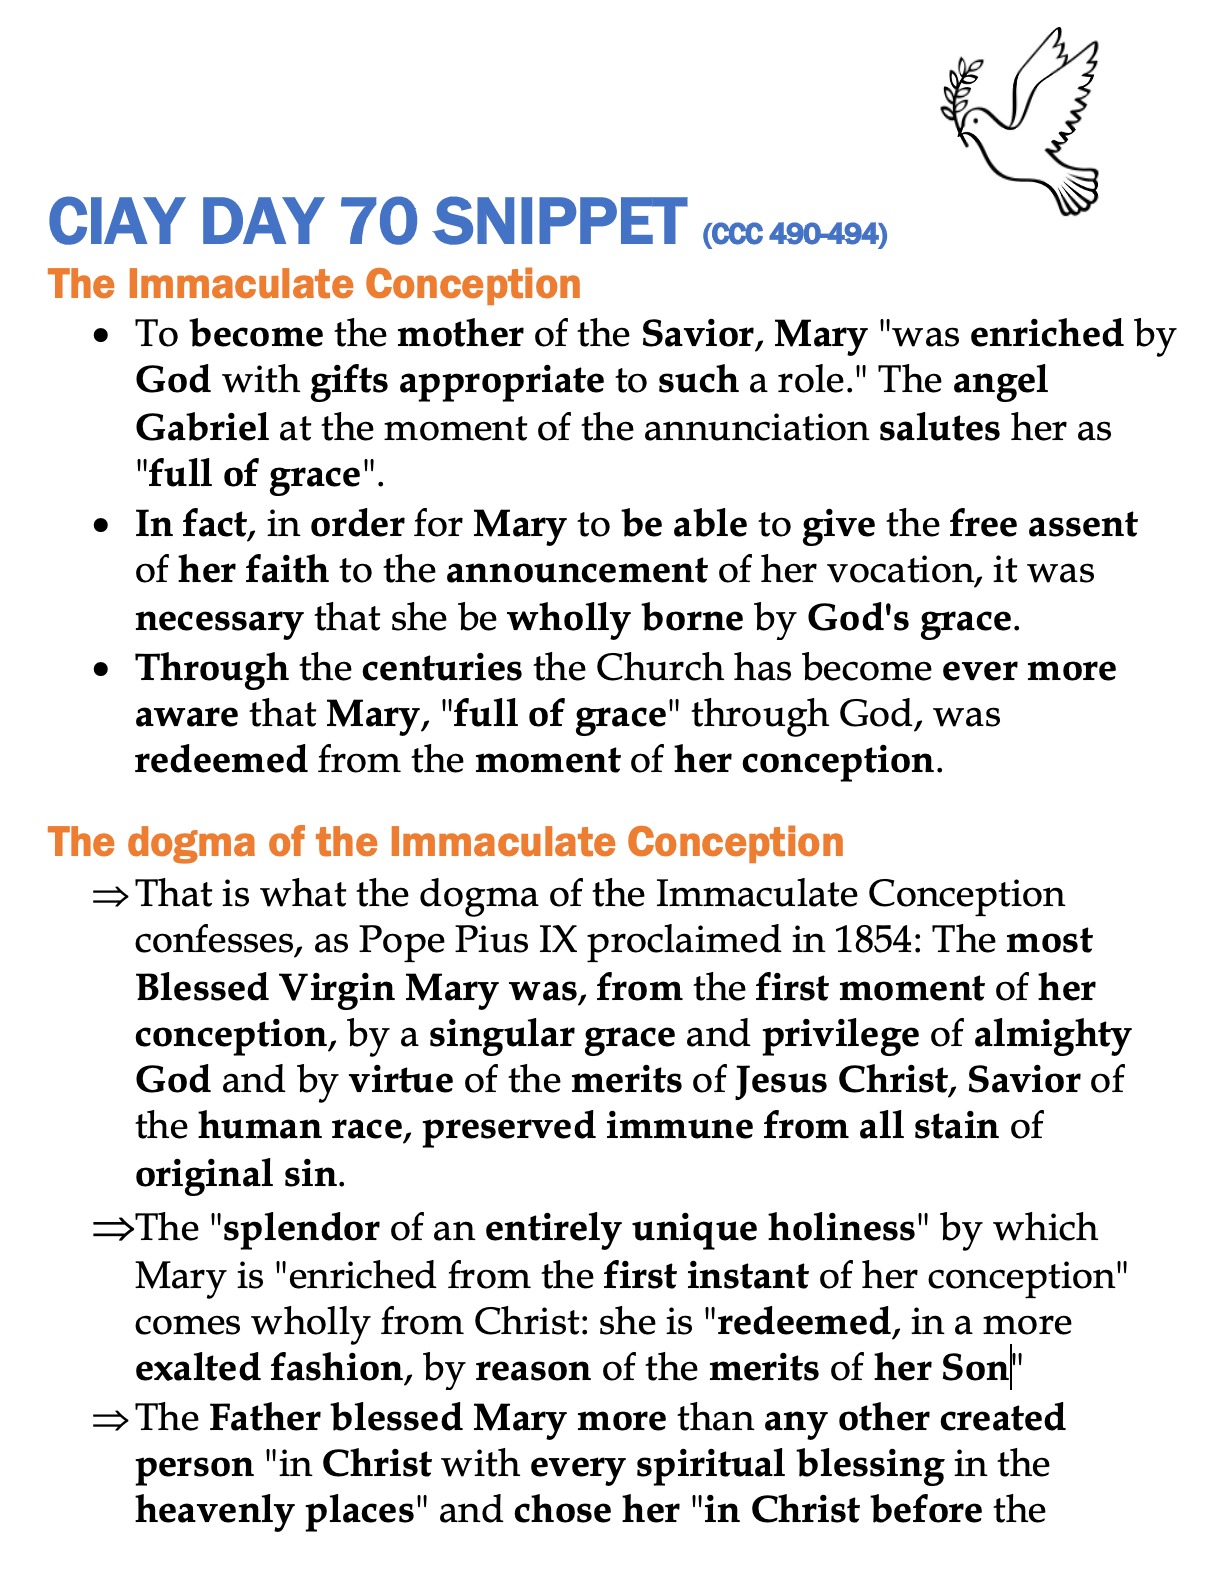 CIAY DAY 70 SNIPPET (CCC 490-494)
The Immaculate Conception
• To become the mother of the Savior, Mary "was enriched by
God with gifts appropriate to such a role." The angel
Gabriel at the moment of the annunciation salutes her as
"full of grace".
• In fact, in order for Mary to be able to give the free assent
of her faith to the announcement of her vocation, it was
necessary that she be wholly borne by God's grace.
• Through the centuries the Church has become ever more
aware that Mary, "full of grace" through God, was
redeemed from the moment of her conception.
The dogma of the Immaculate Conception
⇒ That is what the dogma of the Immaculate Conception
confesses, as Pope Pius IX proclaimed in 1854: The most
Blessed Virgin Mary was, from the first moment of her
conception, by a singular grace and privilege of almighty
God and by virtue of the merits of Jesus Christ, Savior of
the human race, preserved immune from all stain of
original sin.
⇒ The "splendor of an entirely unique holiness" by which
Mary is "enriched from the first instant of her conception"
comes wholly from Christ: she is "redeemed, in a more
exalted fashion, by reason of the merits of her Son"
⇒ The Father blessed Mary more than any other created
person "in Christ with every spiritual blessing in the
heavenly places" and chose her "in Christ before the